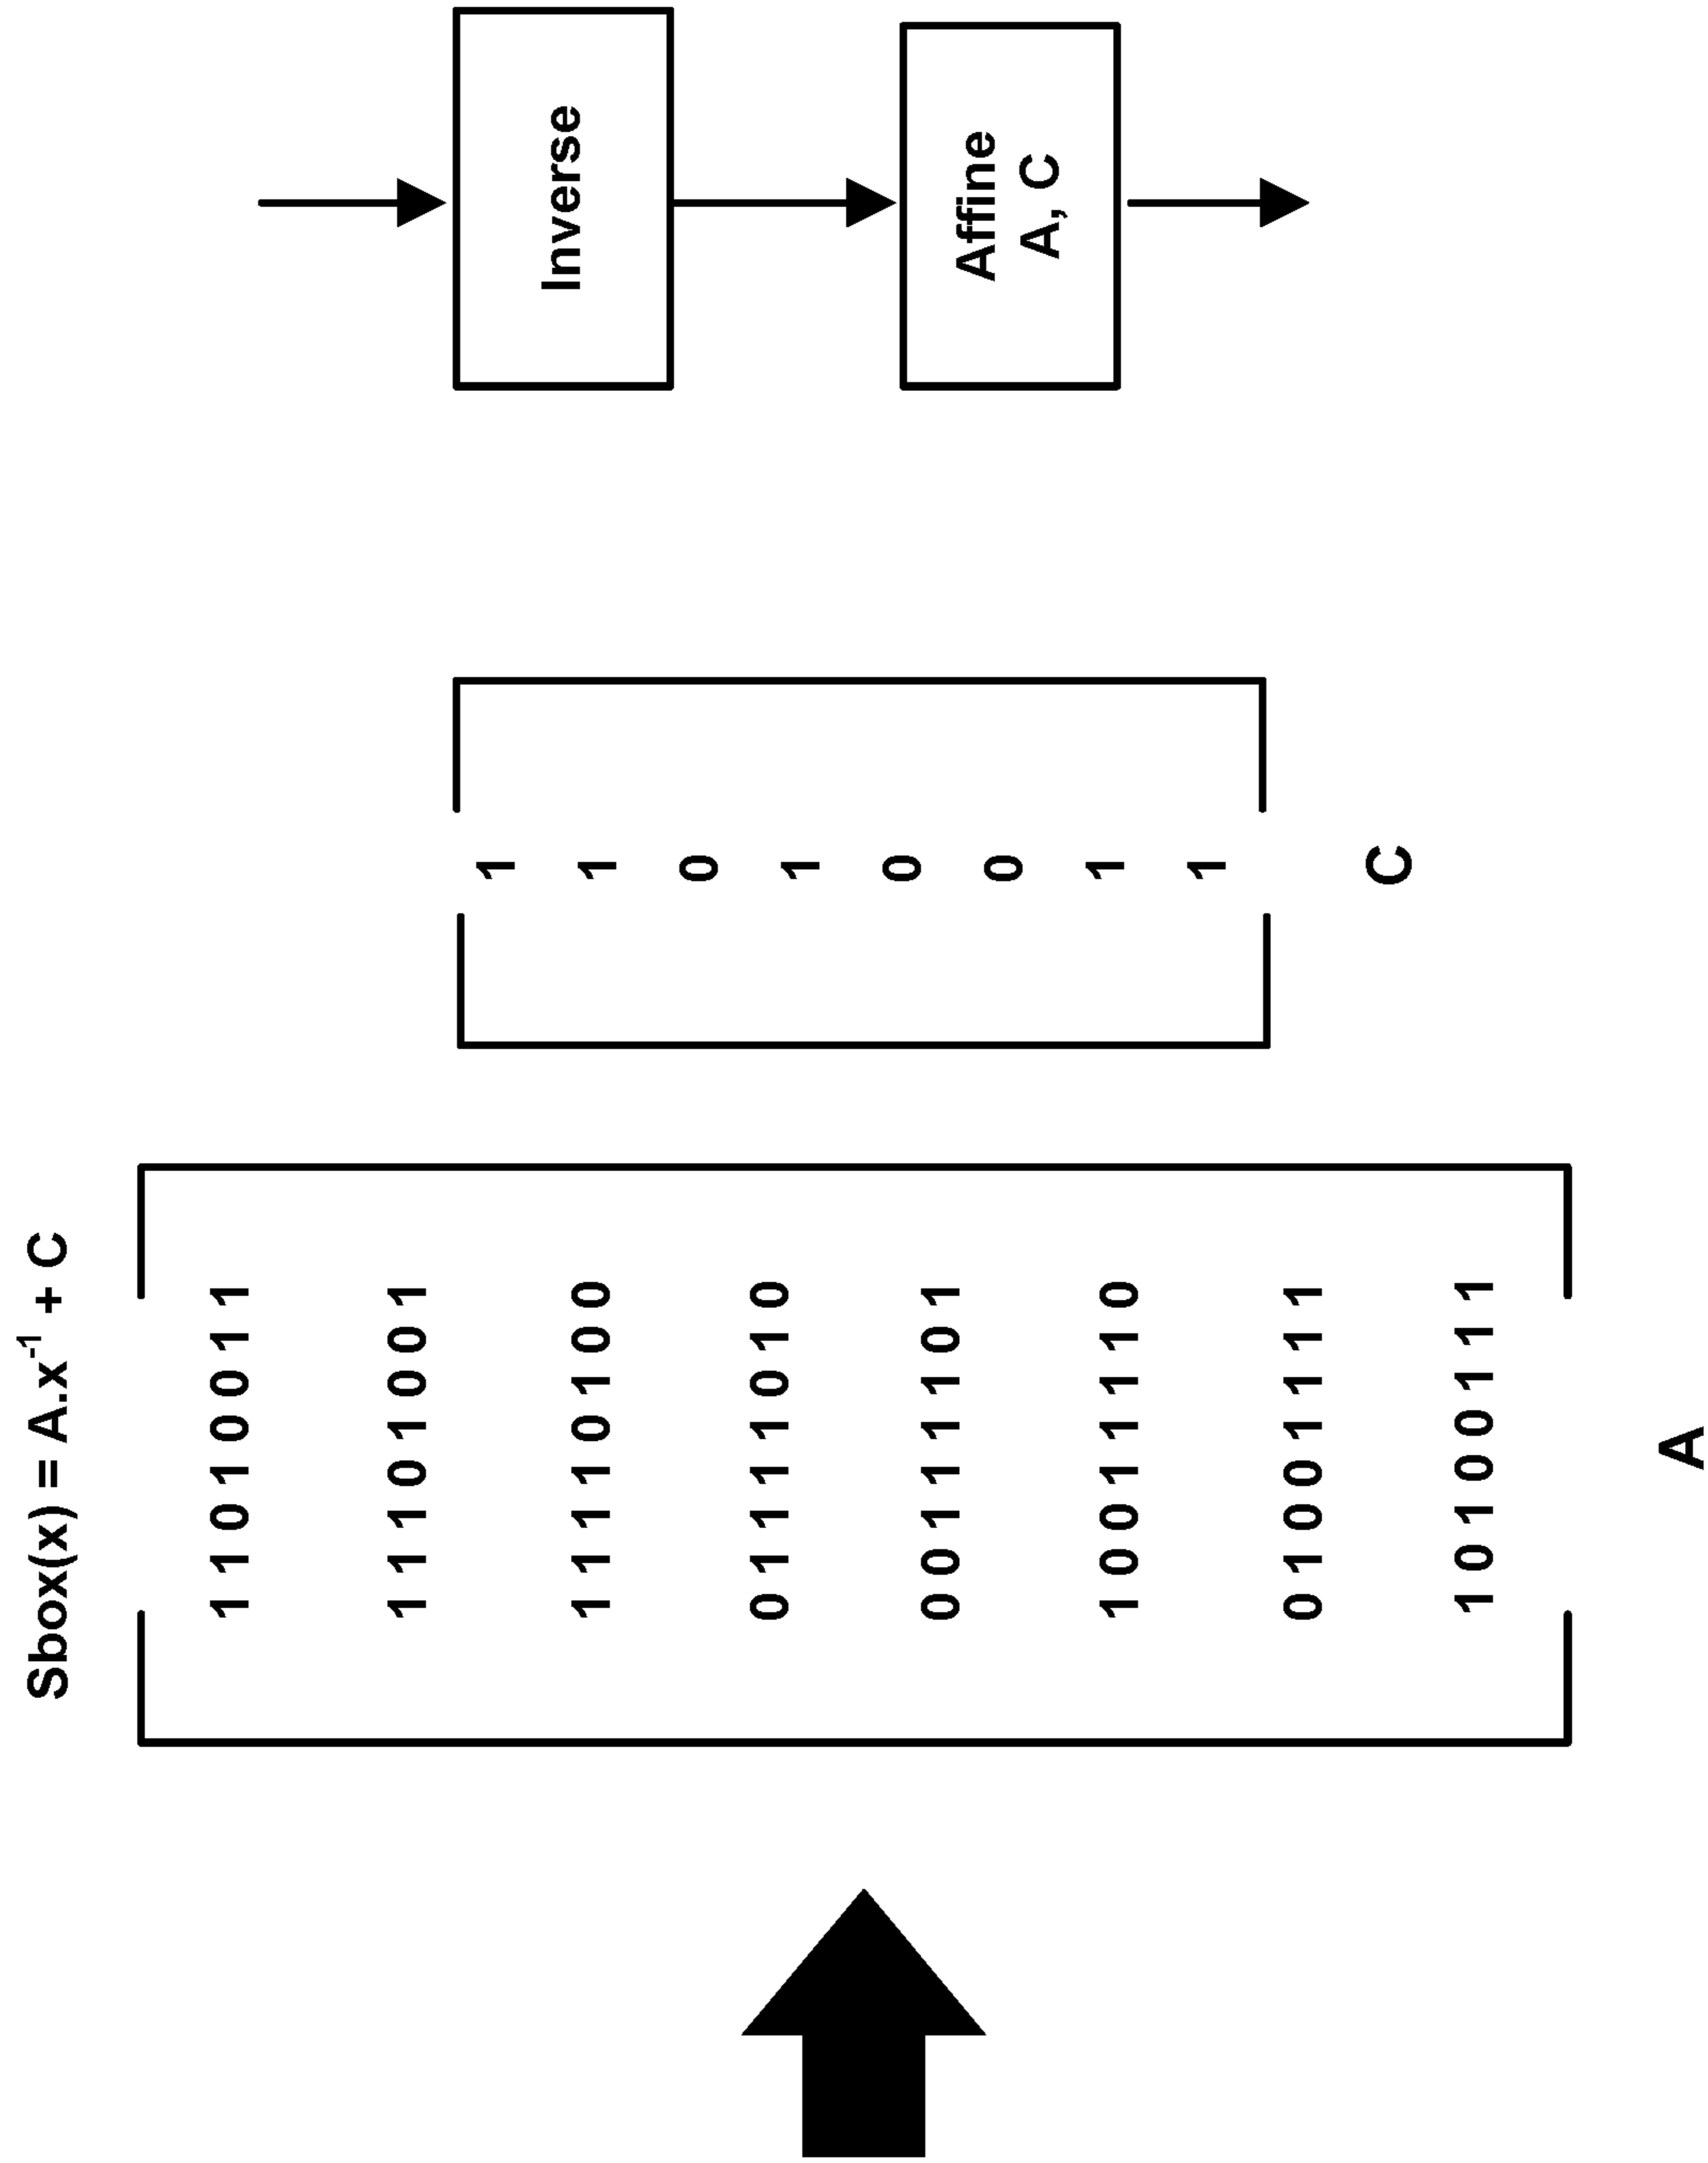 Sbox(x) = A.x⁻¹ + C
1 1 0 1 0 0 1 1
1 1 1 0 1 0 0 1
1 1 1 1 0 1 0 0
0 1 1 1 1 0 1 0
0 0 1 1 1 1 0 1
1 0 0 1 1 1 1 0
0 1 0 0 1 1 1 1
1 0 1 0 0 1 1 1
A
1
1
0
1
0
0
1
1
C
Inverse
Affine
A, C